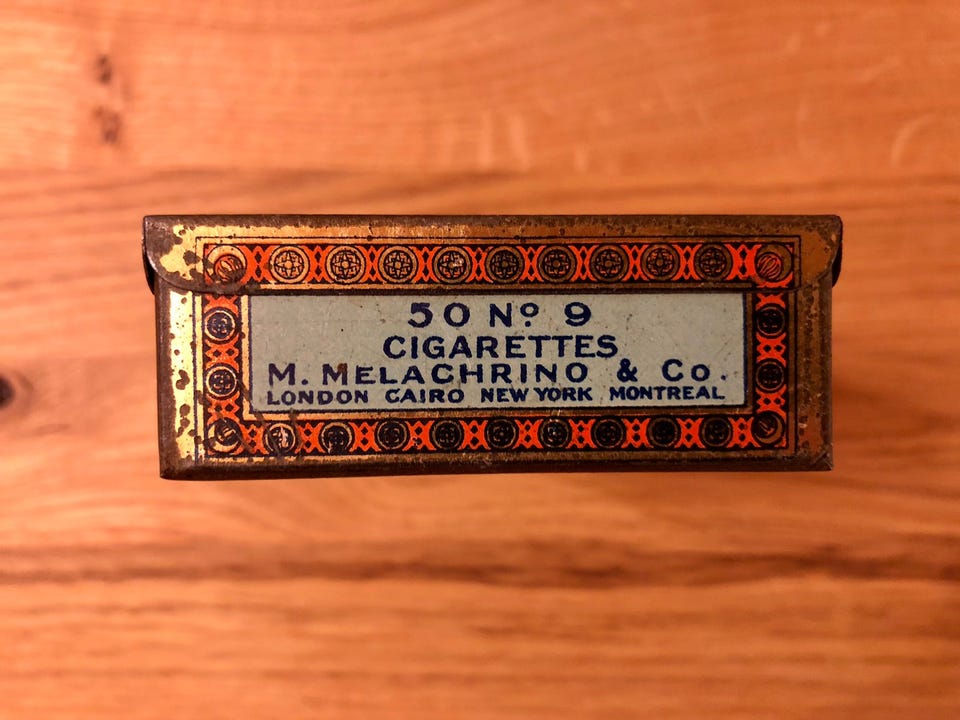 50 Nº 9
CIGARETTES
M. MELACHRINO & Co.
LONDON CAIRO NEW YORK MONTREAL